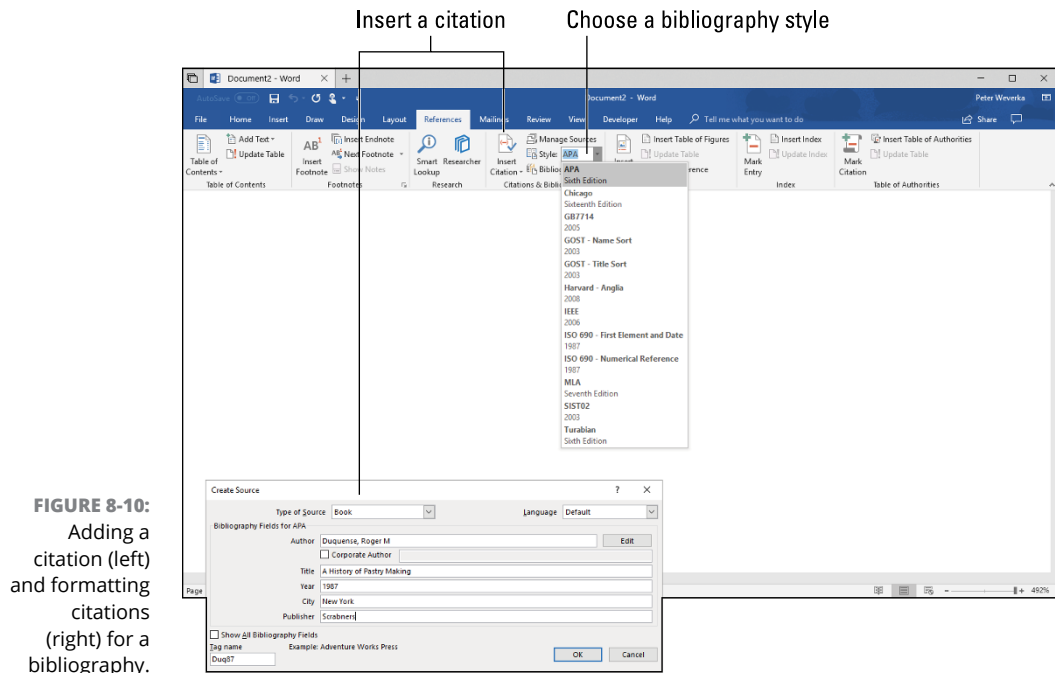 Insert a citation
Choose a bibliography style
Document2 - Word
AutoSave Off
Document2 - Word
Peter Weverka
File Home Insert Draw Design Layout References Mailings Review View Developer Help Tell me what you want to do Share
Table of Contents
Add Text
Update Table
Table of Contents
AB1
Insert Footnote
Insert Endnote
Next Footnote
Show Notes
Footnotes
Smart Lookup
Researcher
Research
Insert Citation
Manage Sources
Style: APA
Insert
Insert Table of Figures
Update Table
Mark Entry
Insert Index
Update Index
Index
Mark Citation
Insert Table of Authorities
Update Table
Table of Authorities
APA
Sixth Edition
Chicago
Sixteenth Edition
GB7714
2005
GOST - Name Sort
2003
GOST - Title Sort
2003
Harvard - Anglia
2008
IEEE
2006
ISO 690 - First Element and Date
1987
ISO 690 - Numerical Reference
1987
MLA
Seventh Edition
SIST02
2003
Turabian
Sixth Edition
Create Source
Type of Source Book
Language Default
Bibliography Fields for APA
Author Duquense, Roger M Edit
Corporate Author
Title A History of Pastry Making
Year 1987
City New York
Publisher Scrabners
Show All Bibliography Fields
Tag name Example: Adventure Works Press
Duq87
OK Cancel
Page
492%
FIGURE 8-10:
Adding a
citation (left)
and formatting
citations
(right) for a
bibliography.